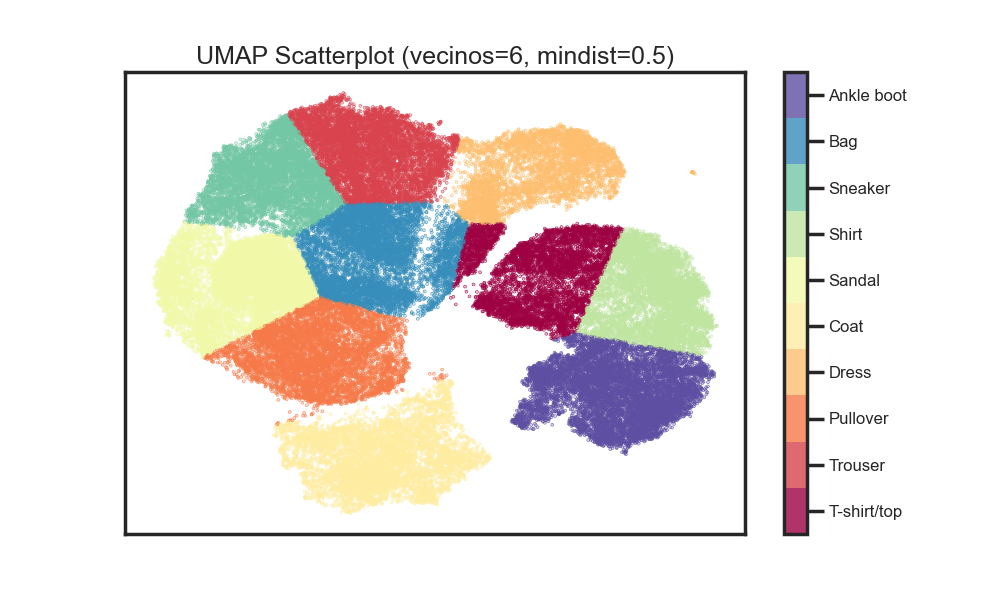 UMAP Scatterplot (vecinos=6, mindist=0.5)
Ankle boot
Bag
Sneaker
Shirt
Sandal
Coat
Dress
Pullover
Trouser
T-shirt/top